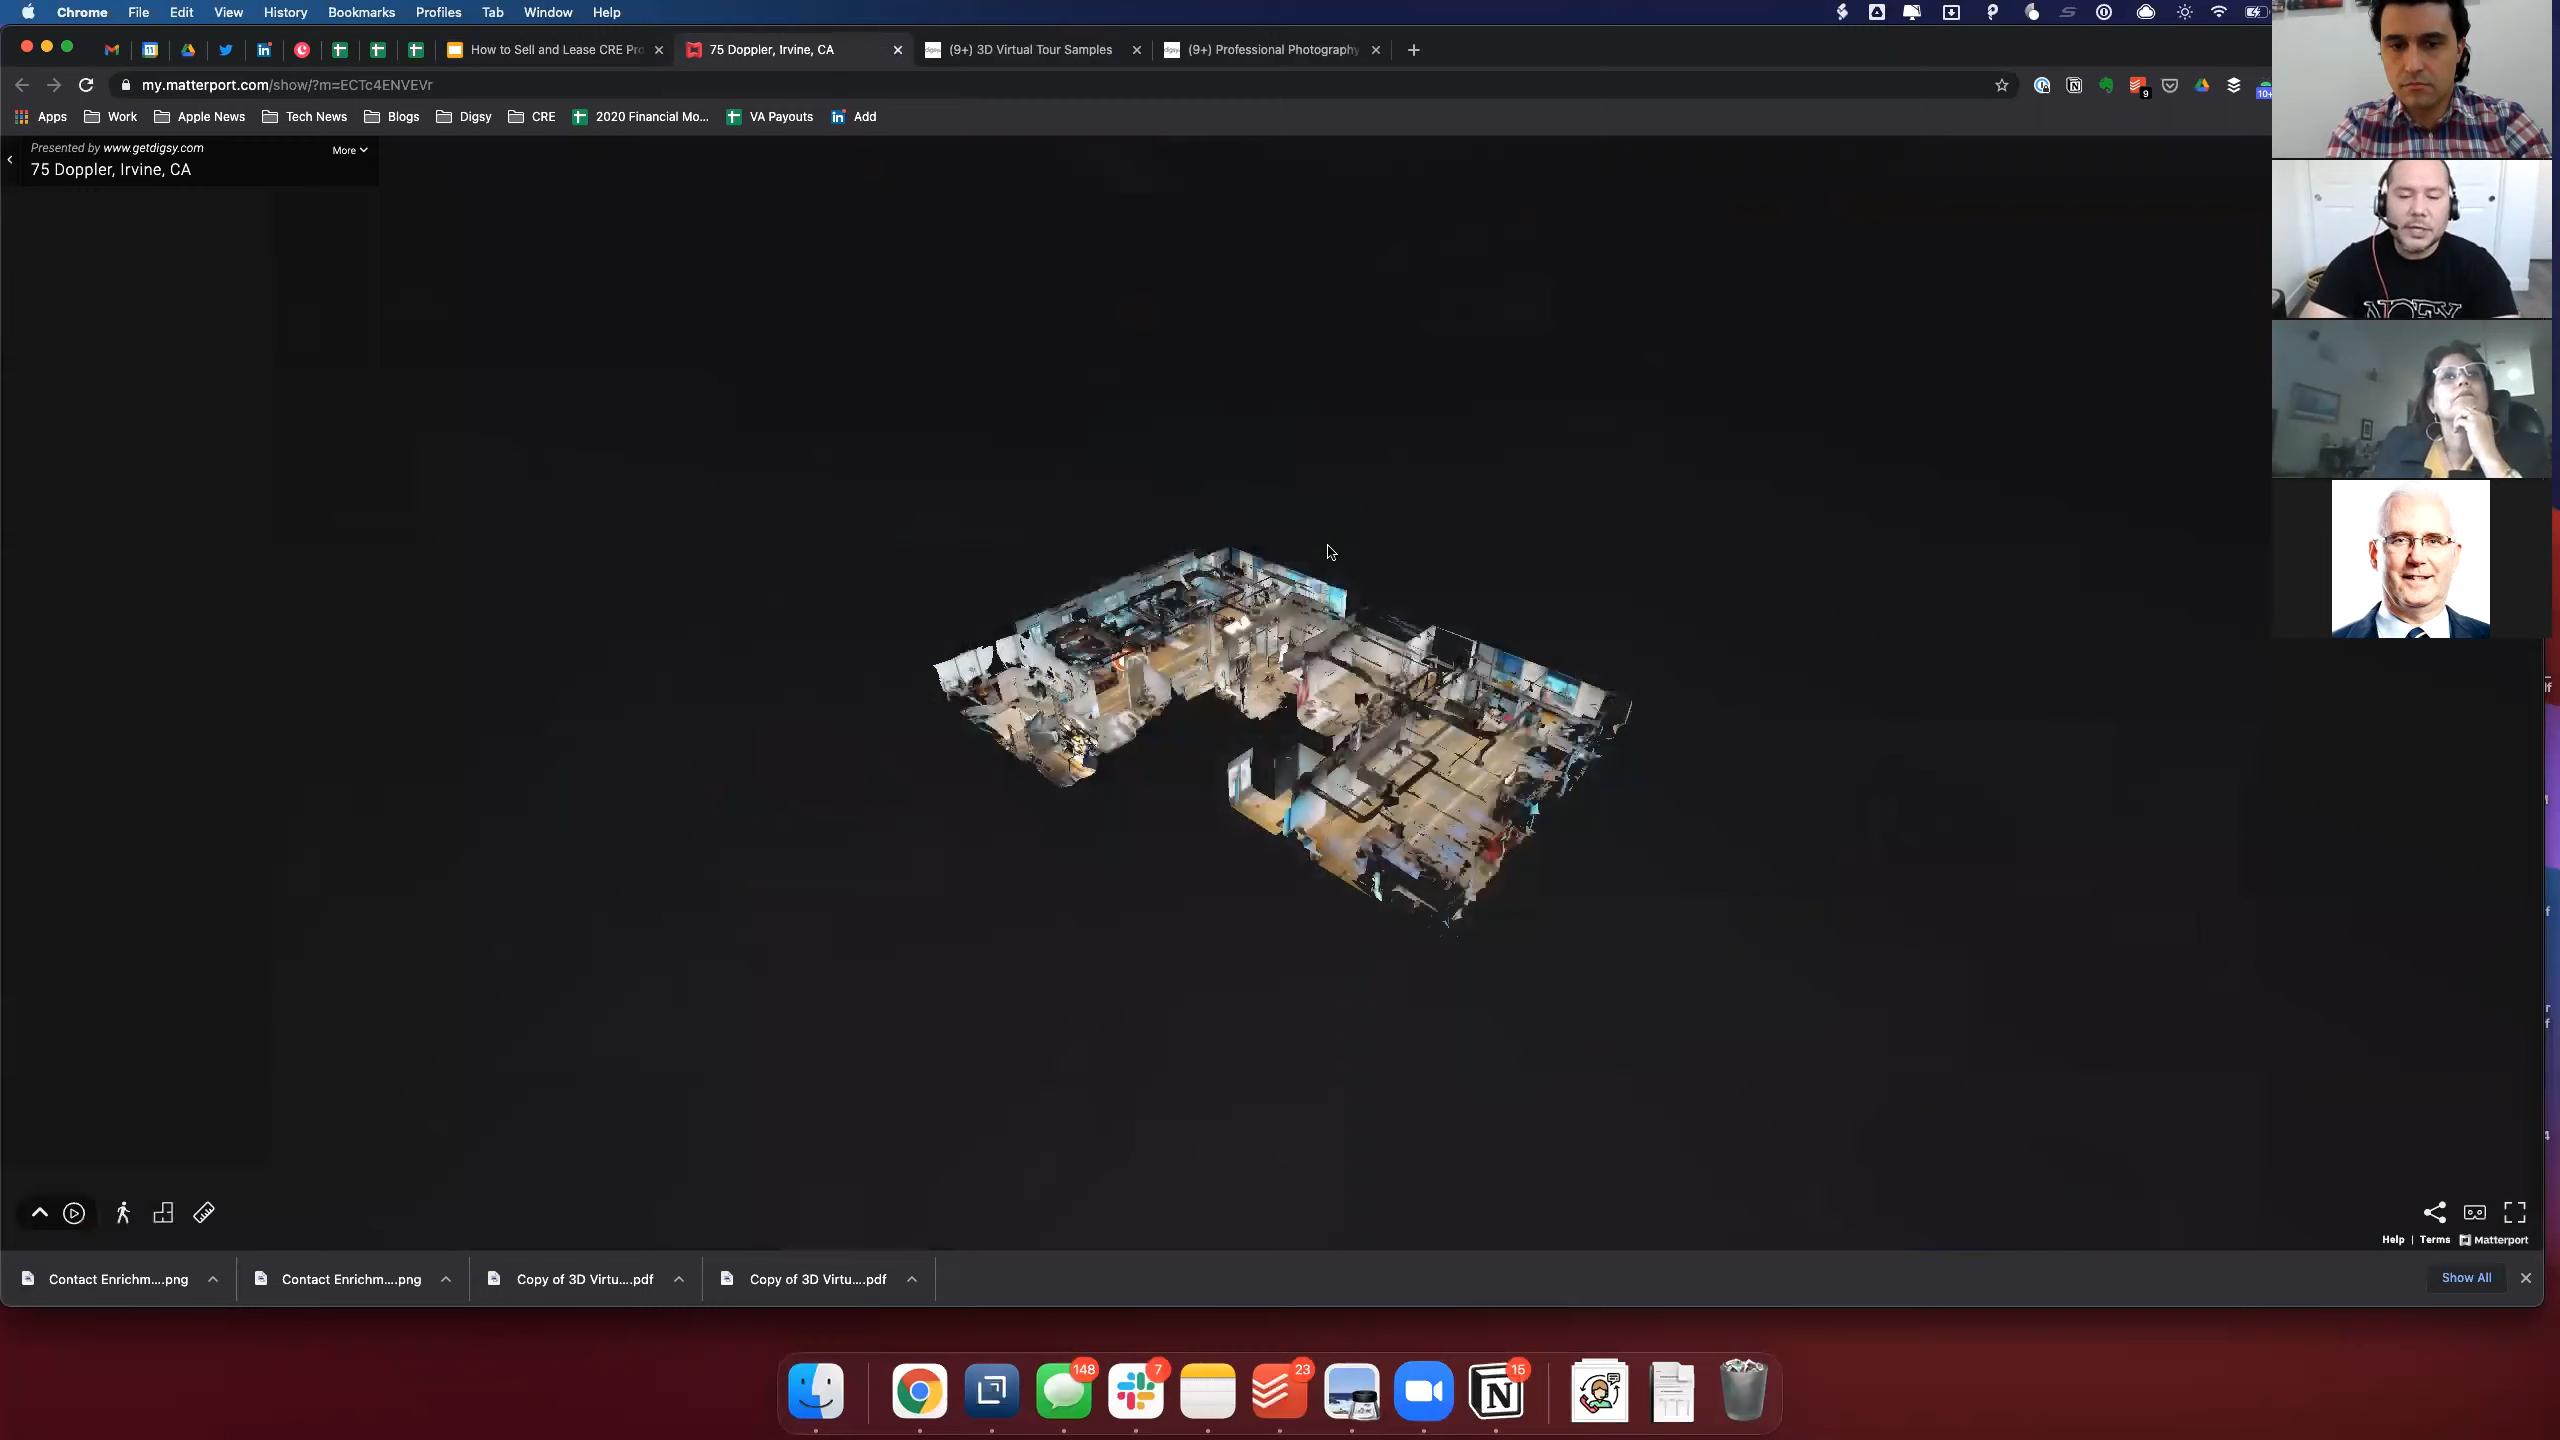 Chrome File Edit View History Bookmarks Profiles Tab Window Help
How to Sell and Lease CRE Pro
75 Doppler, Irvine, CA
(9+) 3D Virtual Tour Samples
(9+) Professional Photography
my.matterport.com/show/?m=ECTc4ENVEVr
9
10+
Apps Work Apple News Tech News Blogs Digsy CRE 2020 Financial Mo... VA Payouts Add
Presented by www.getdigsy.com
More
75 Doppler, Irvine, CA
Help | Terms Matterport
Contact Enrichm....png
Contact Enrichm....png
Copy of 3D Virtu....pdf
Copy of 3D Virtu....pdf
Show All
148
7
23
15